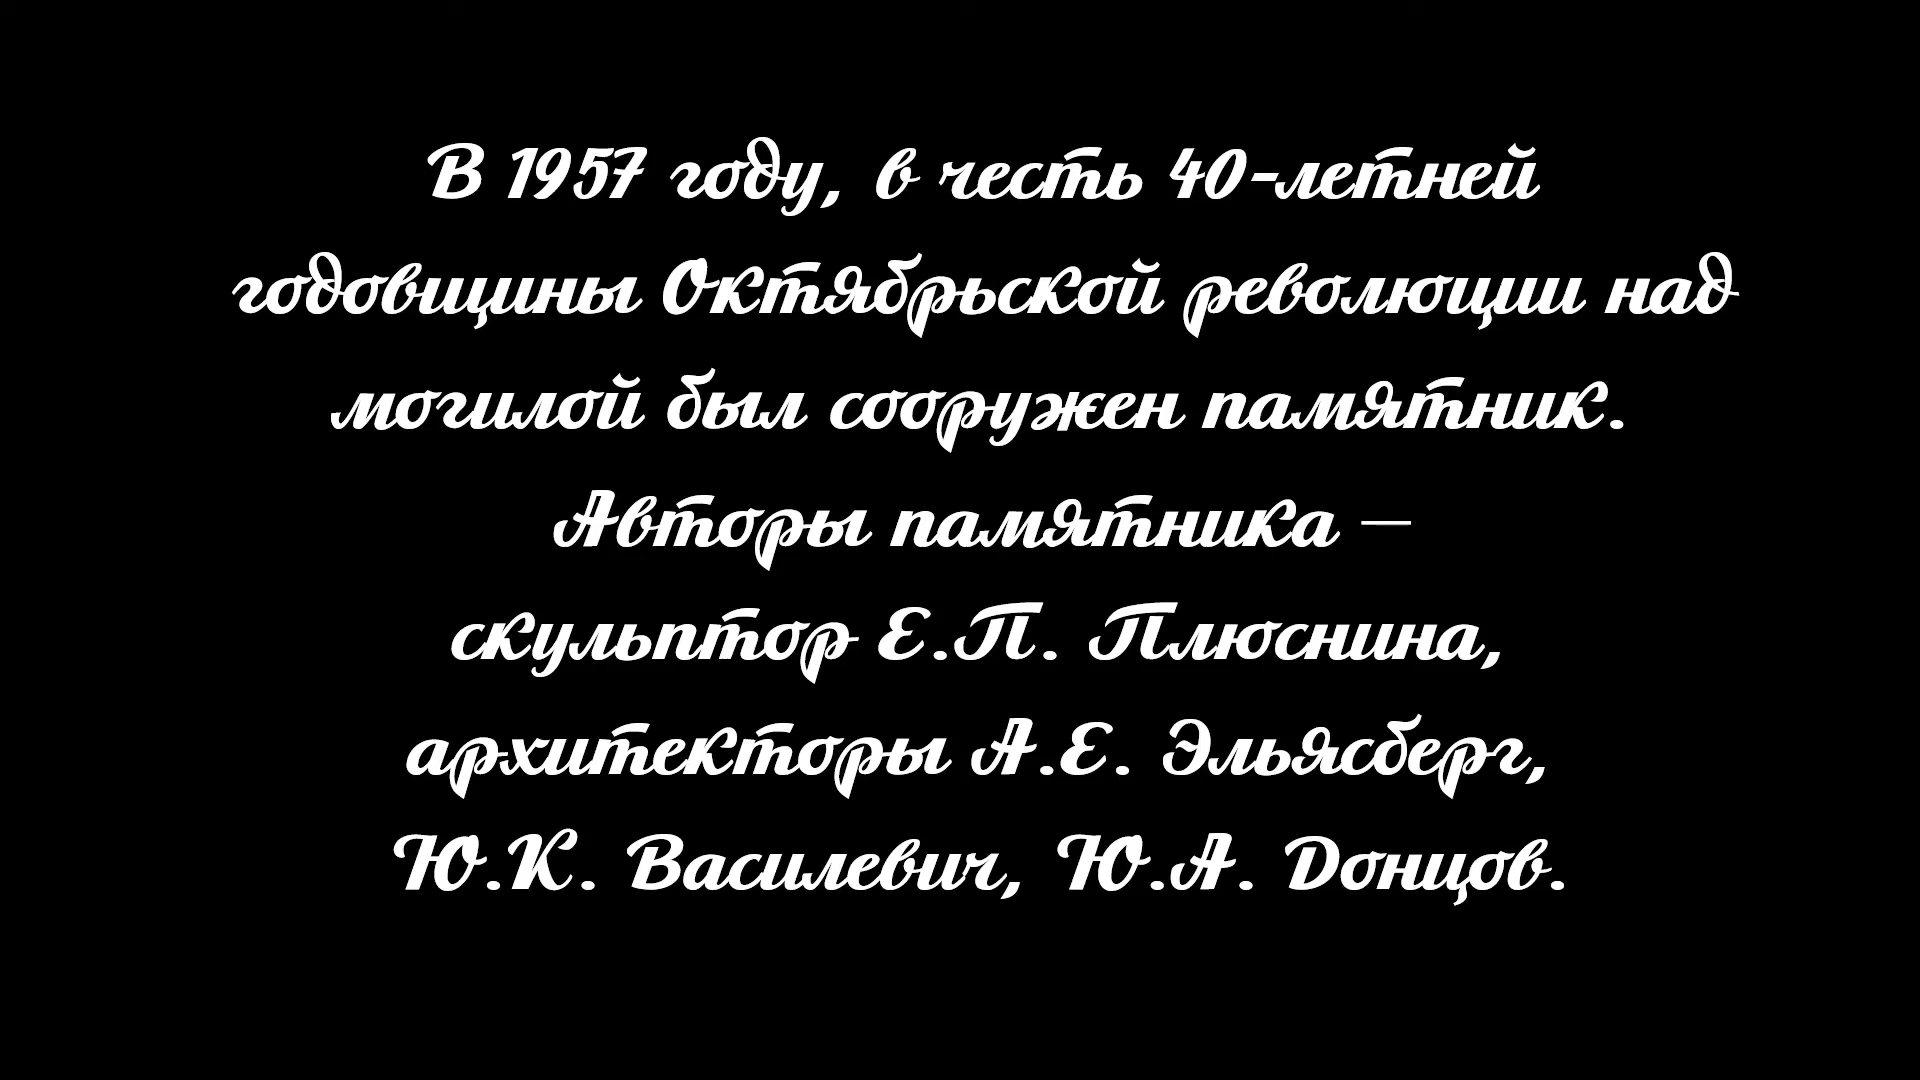 В 1957 году, в честь 40-летней
годовщины Октябрьской революции над
могилой был сооружен памятник.
Авторы памятника —
скульптор Е.П. Плюснина,
архитекторы А.Е. Эльясберг,
Ю.К. Василевич, Ю.А. Донцов.